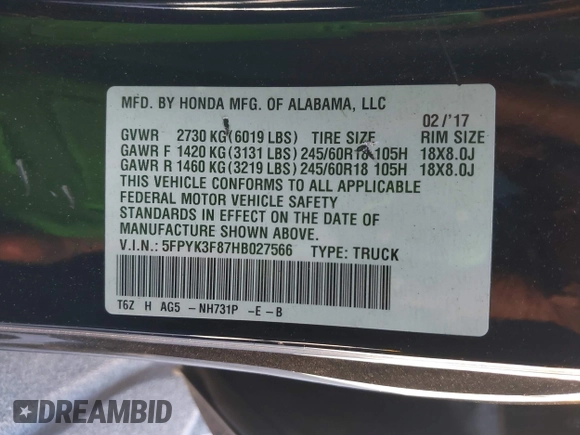 MFD. BY HONDA MFG. OF ALABAMA, LLC
02/'17
GVWR 2730 KG(6019 LBS) TIRE SIZE RIM SIZE
GAWR F 1420 KG(3131 LBS) 245/60R18 105H 18X8.0J
GAWR R 1460 KG(3219 LBS) 245/60R18 105H 18X8.0J
THIS VEHICLE CONFORMS TO ALL APPLICABLE
FEDERAL MOTOR VEHICLE SAFETY
STANDARDS IN EFFECT ON THE DATE OF
MANUFACTURE SHOWN ABOVE.
V.I.N.: 5FPYK3F87HB027566 TYPE: TRUCK
T6Z H AG5 -NH731P -E-B
DREAMBID